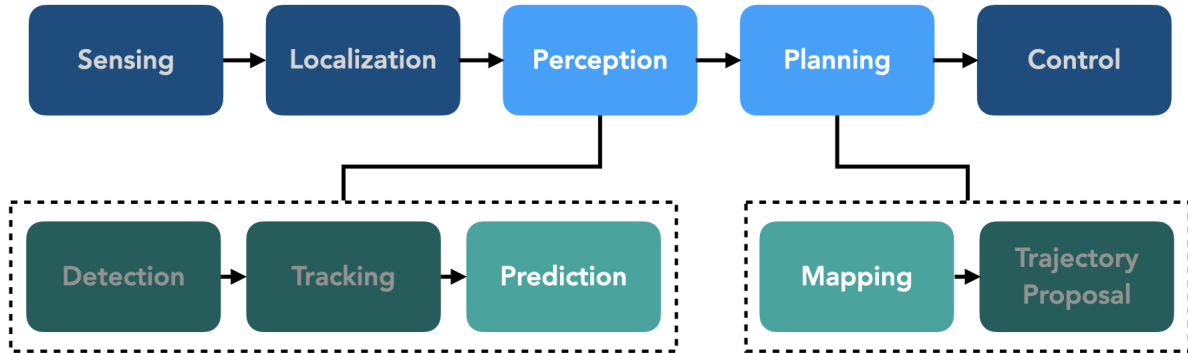 Sensing
Localization
Perception
Planning
Control
Detection
Tracking
Prediction
Mapping
Trajectory
Proposal